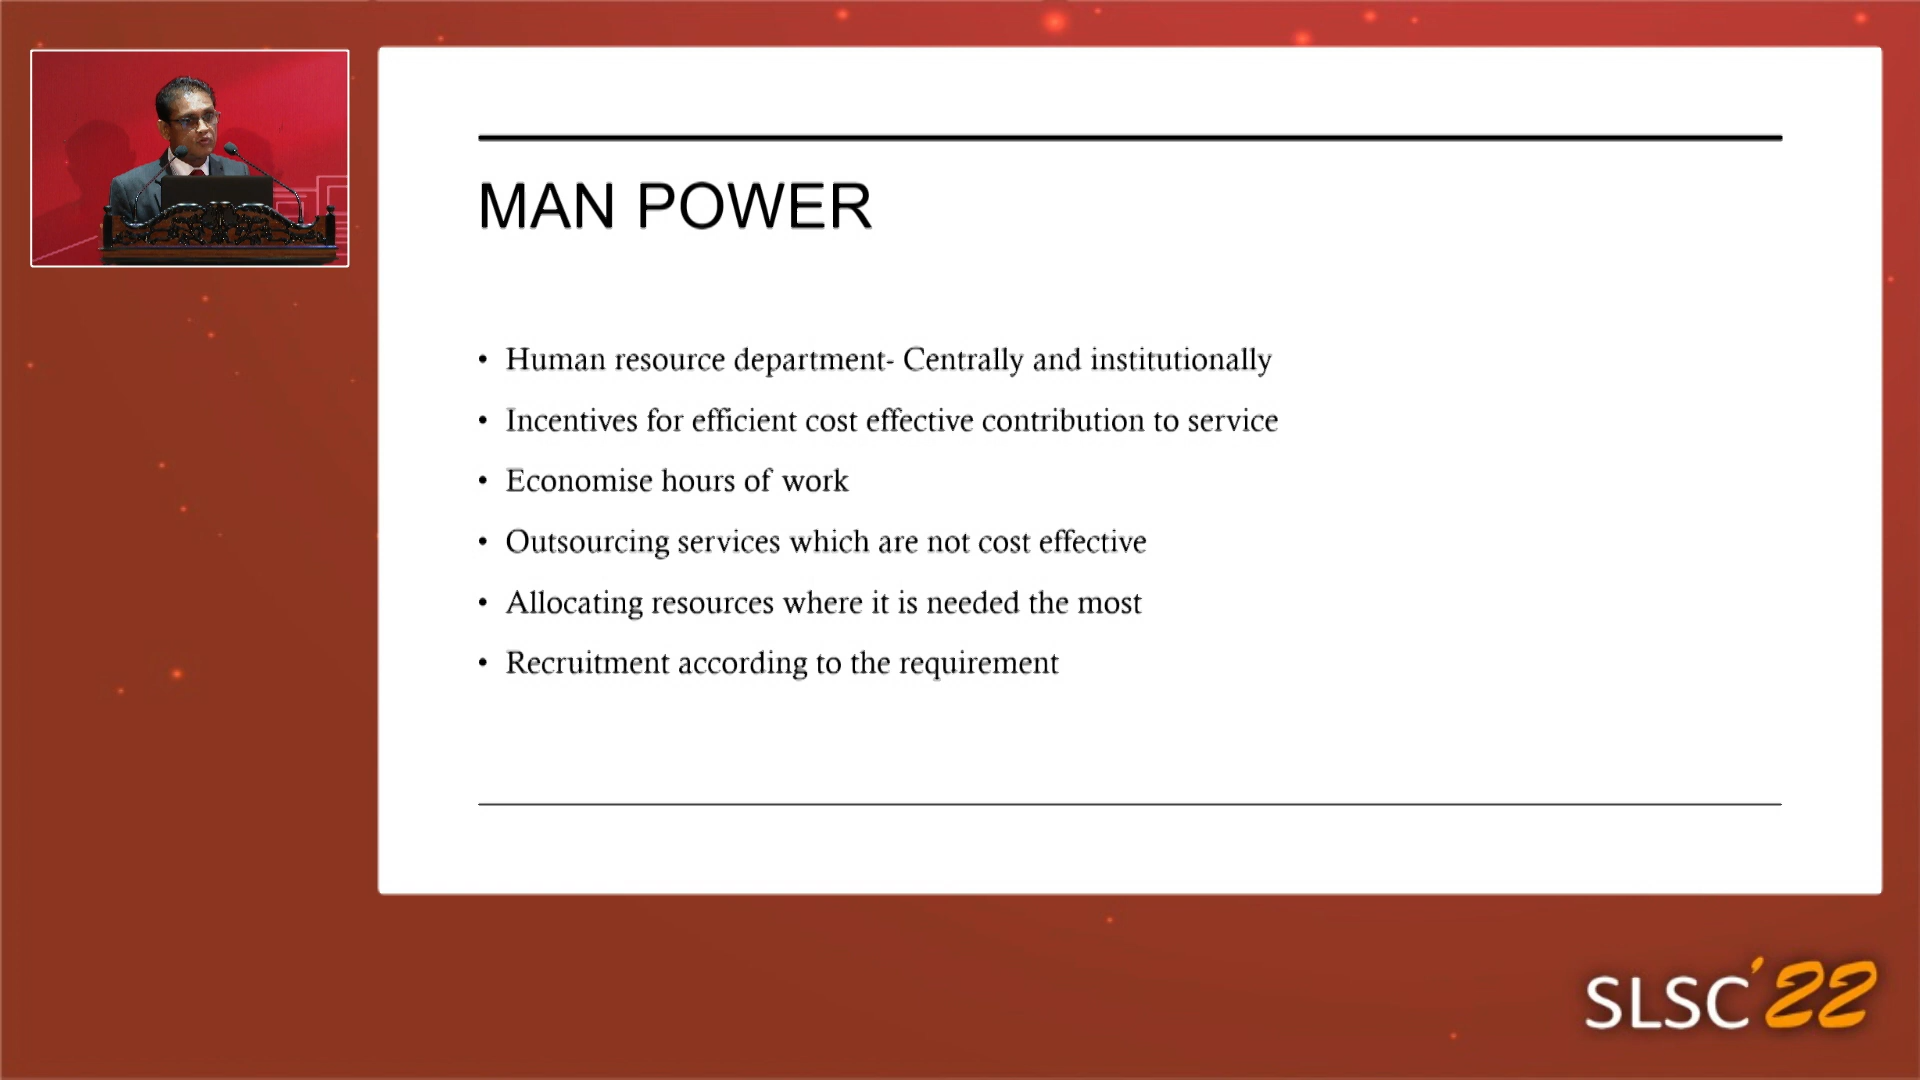 MAN POWER
• Human resource department- Centrally and institutionally
• Incentives for efficient cost effective contribution to service
• Economise hours of work
• Outsourcing services which are not cost effective
• Allocating resources where it is needed the most
• Recruitment according to the requirement
SLSC'22